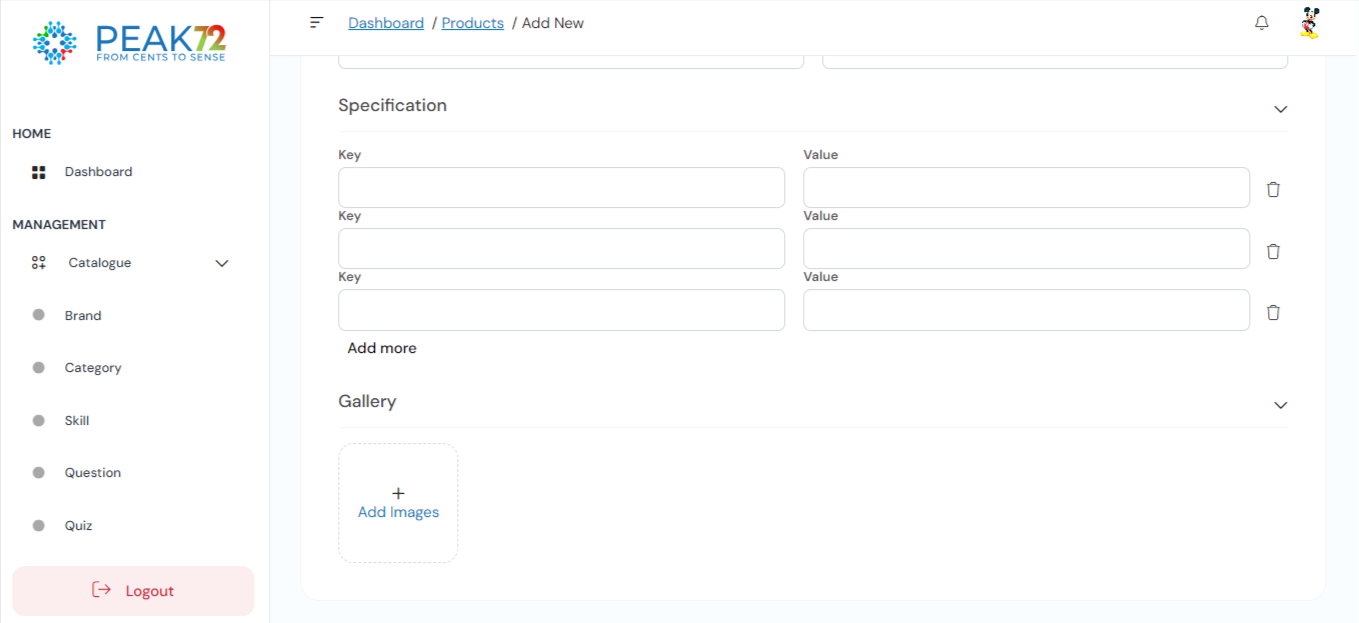 PEAK72
FROM CENTS TO SENSE
Dashboard / Products / Add New
HOME
Dashboard
MANAGEMENT
Catalogue
Brand
Category
Skill
Question
Quiz
Logout
Specification
Key Value
Key Value
Key Value
Add more
Gallery
Add Images